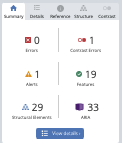 Summary Details Reference Structure Contrast
0 1
Errors Contrast Errors
1 19
Alerts Features
29 33
Structural Elements ARIA
View details ›